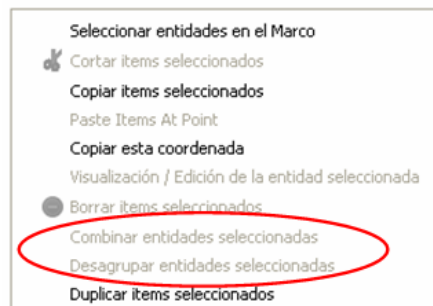 Seleccionar entidades en el Marco
Cortar items seleccionados
Copiar items seleccionados
Paste Items At Point
Copiar esta coordenada
Visualización / Edición de la entidad seleccionada
Borrar items seleccionados
Combinar entidades seleccionadas
Desagrupar entidades seleccionadas
Duplicar items seleccionados